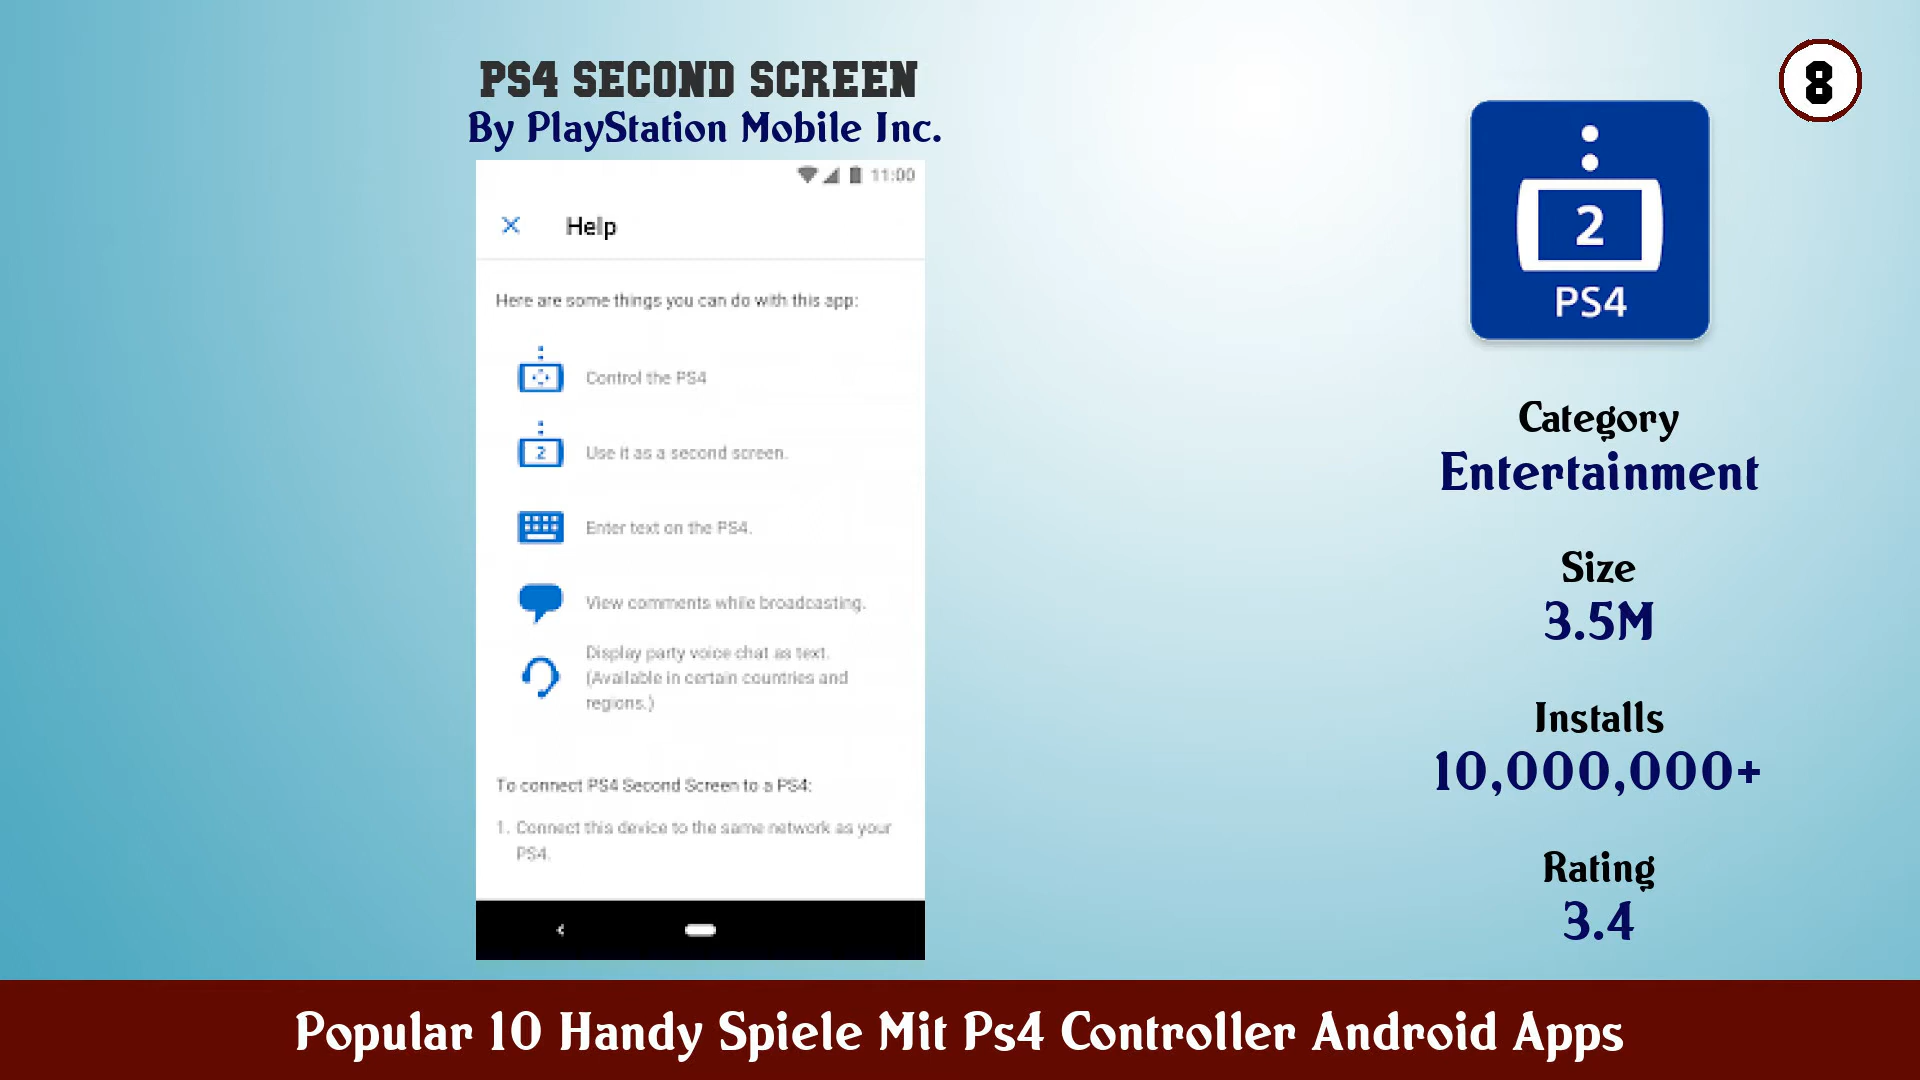 PS4 SECOND SCREEN
By PlayStation Mobile Inc.
8
11:00
Help
Here are some things you can do with this app:
Control the PS4
Use it as a second screen.
Enter text on the PS4.
View comments while broadcasting.
Display party voice chat as text.
(Available in certain countries and
regions.)
To connect PS4 Second Screen to a PS4:
1. Connect this device to the same network as your
PS4.
2
PS4
Category
Entertainment
Size
3.5M
Installs
10,000,000+
Rating
3.4
Popular 10 Handy Spiele Mit Ps4 Controller Android Apps